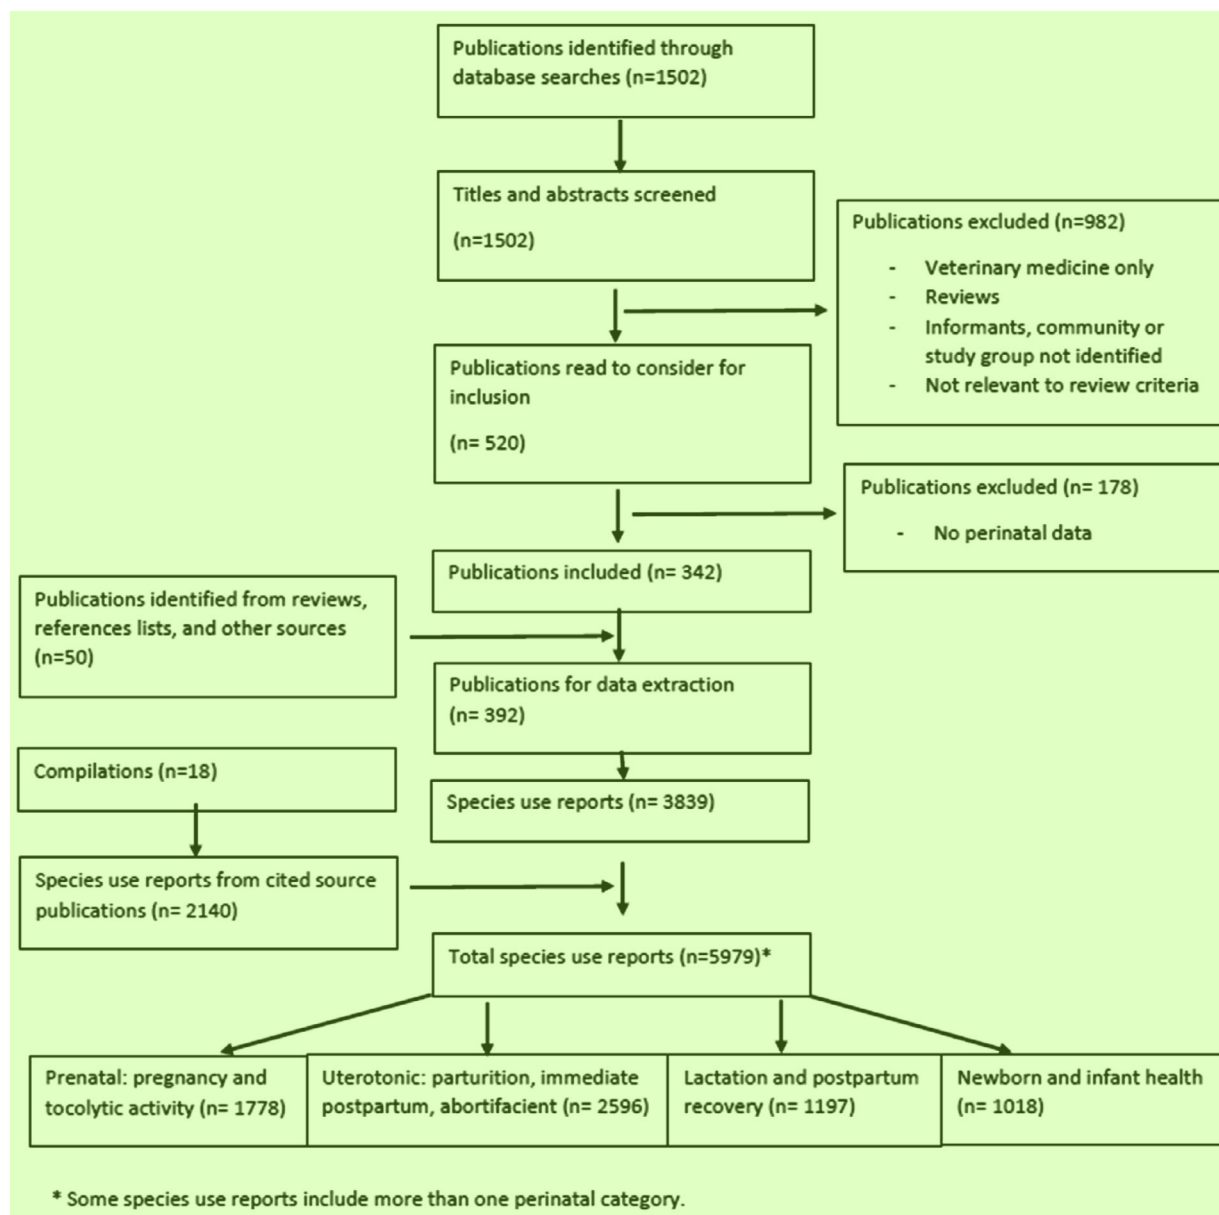 Publications identified through
database searches (n=1502)
Titles and abstracts screened
(n=1502)
Publications excluded (n=982)
- Veterinary medicine only
- Reviews
- Informants, community or
study group not identified
- Not relevant to review criteria
Publications read to consider for
inclusion
(n= 520)
Publications excluded (n= 178)
- No perinatal data
Publications included (n= 342)
Publications identified from reviews,
references lists, and other sources
(n=50)
Publications for data extraction
(n= 392)
Compilations (n=18)
Species use reports (n= 3839)
Species use reports from cited source
publications (n= 2140)
Total species use reports (n=5979)*
Prenatal: pregnancy and
tocolytic activity (n= 1778)
Uterotonic: parturition, immediate
postpartum, abortifacient (n= 2596)
Lactation and postpartum
recovery (n= 1197)
Newborn and infant health
(n= 1018)
* Some species use reports include more than one perinatal category.